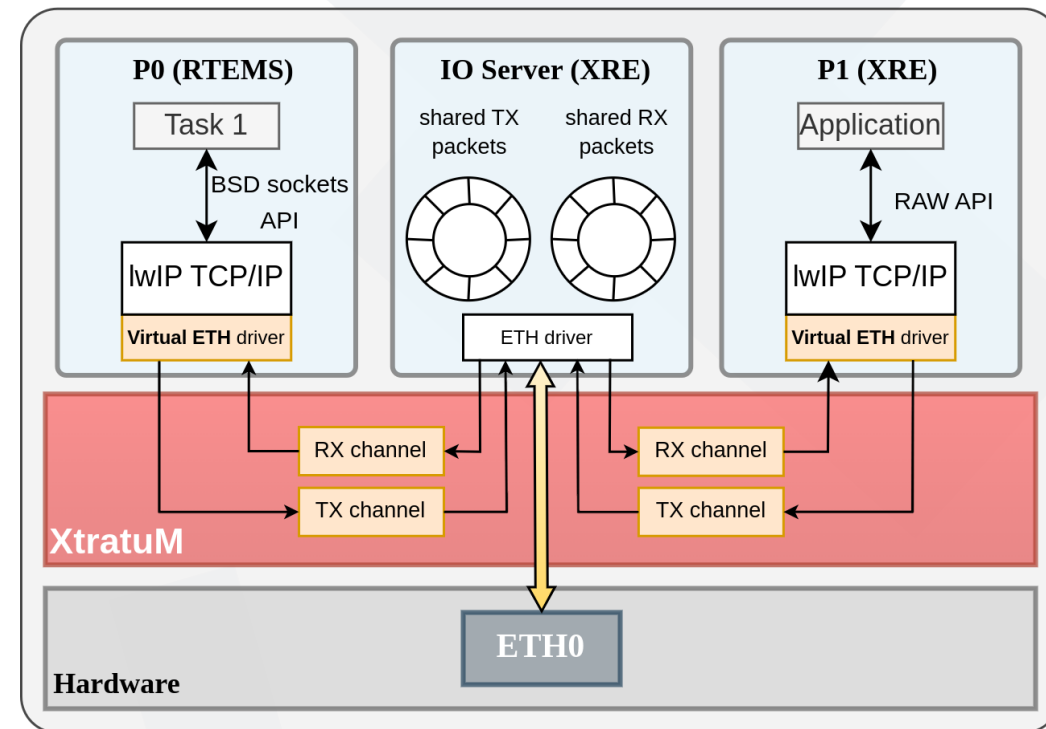 P0 (RTEMS)
Task 1
BSD sockets
API
lwIP TCP/IP
Virtual ETH driver
IO Server (XRE)
shared TX
packets
shared RX
packets
ETH driver
P1 (XRE)
Application
RAW API
lwIP TCP/IP
Virtual ETH driver
RX channel
TX channel
RX channel
TX channel
XtratuM
ETH0
Hardware